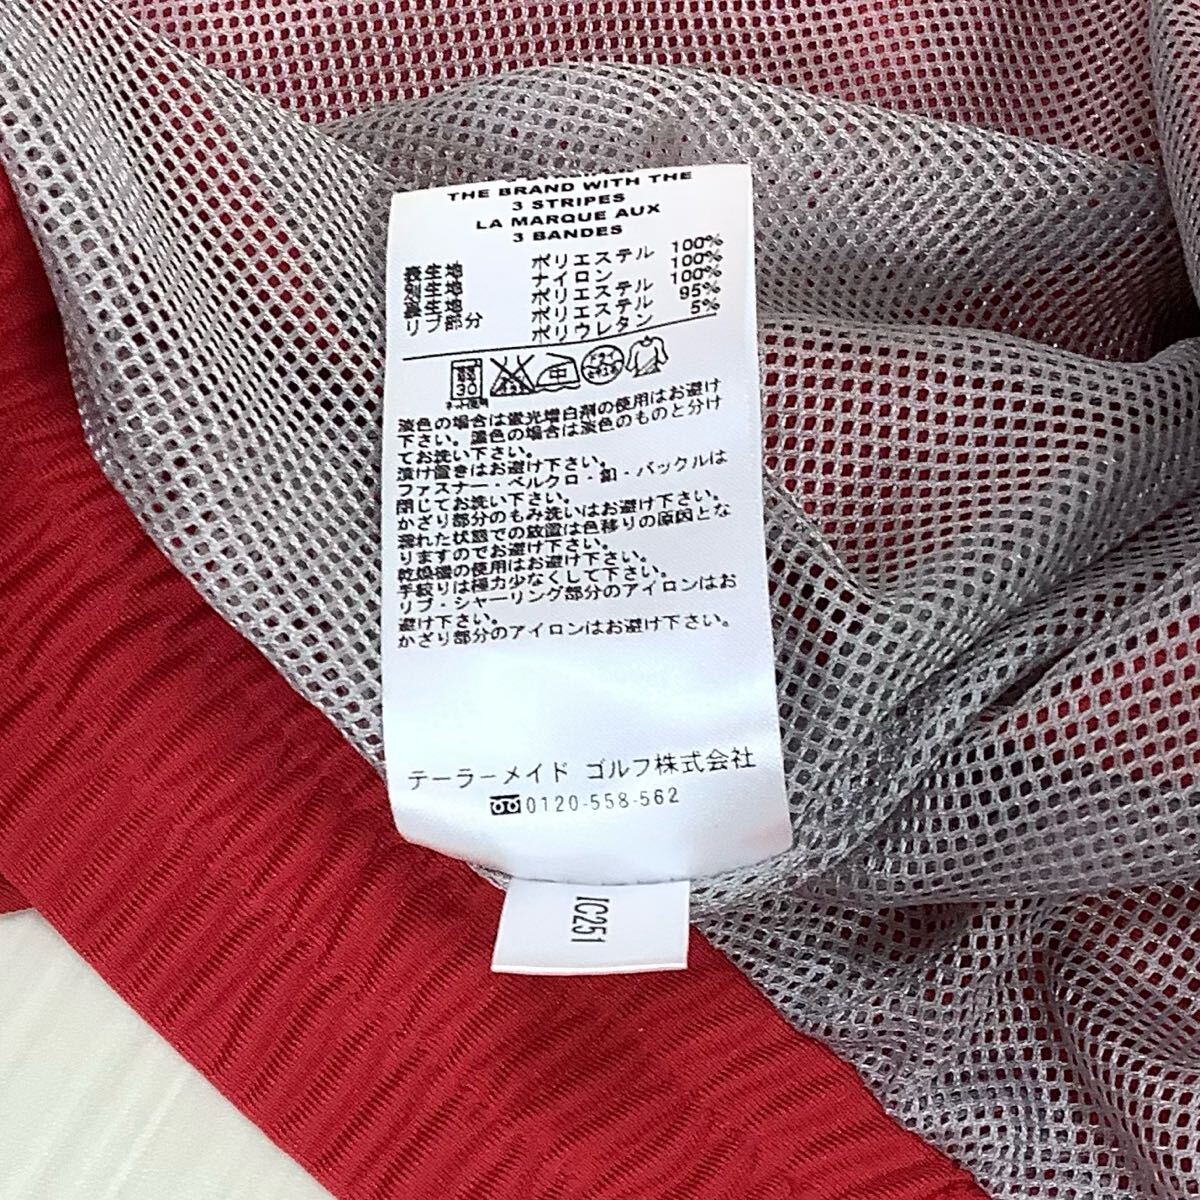 THE BRAND WITH THE
3 STRIPES
LA MARQUE AUX
3 BANDES
表生地 ポリエステル 100%
別生地 ナイロン 100%
裏生地 ポリエステル 100%
リブ部分 ポリエステル 95%
ポリウレタン 5%
30
ネット使用
中
淡色の場合は蛍光増白剤の使用はお避け
下さい。濃色の場合は淡色のものと分け
てお洗い下さい。
漬け置きはお避け下さい。
ファスナー・ベルクロ・釦・バックルは
閉じてお洗い下さい。
かざり部分のもみ洗いはお避け下さい。
濡れた状態での放置は色移りの原因とな
りますのでお避け下さい。
乾燥機の使用はお避け下さい。
手絞りは極力少なくして下さい。
リブ・シャーリング部分のアイロンはお
避け下さい。
かざり部分のアイロンはお避け下さい。
テーラーメイド ゴルフ株式会社
0120-558-562
IC251